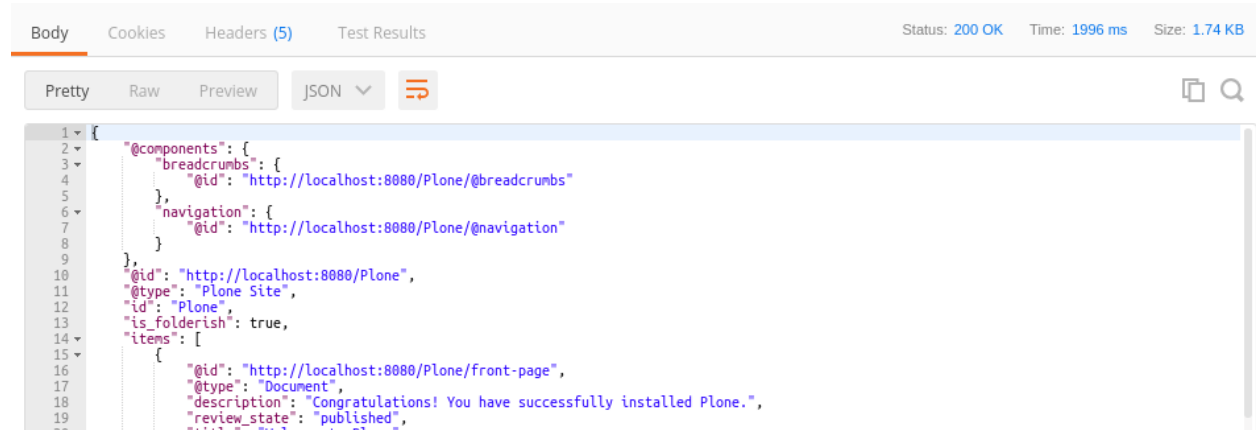 Body Cookies Headers (5) Test Results Status: 200 OK Time: 1996 ms Size: 1.74 KB
Pretty Raw Preview JSON
1 {
2 "@components": {
3 "breadcrumbs": {
4 "@id": "http://localhost:8080/Plone/@breadcrumbs"
5 },
6 "navigation": {
7 "@id": "http://localhost:8080/Plone/@navigation"
8 }
9 },
10 "@id": "http://localhost:8080/Plone",
11 "@type": "Plone Site",
12 "id": "Plone",
13 "is_folderish": true,
14 "items": [
15 {
16 "@id": "http://localhost:8080/Plone/front-page",
17 "@type": "Document",
18 "description": "Congratulations! You have successfully installed Plone.",
19 "review_state": "published",